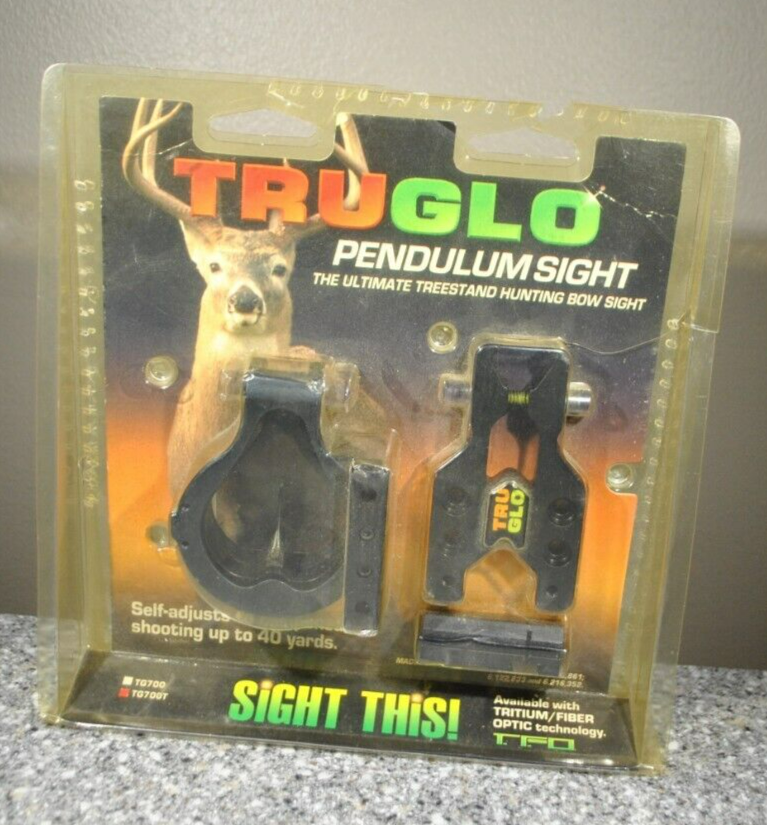 TRUGLO
PENDULUM SIGHT
THE ULTIMATE TREESTAND HUNTING BOW SIGHT
TRU
GLO
Self-adjusts
shooting up to 40 yards.
TG700
TG700T
SiGHT THiS!
Available with
TRITIUM/FIBER
OPTIC technology.
TFO